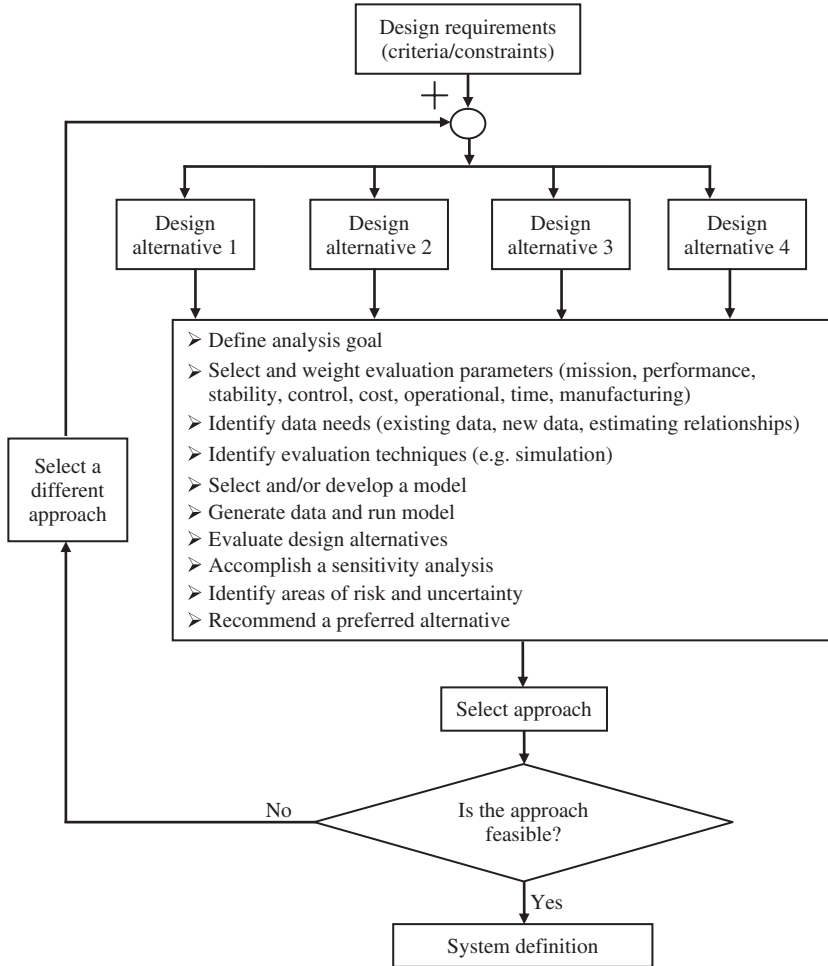 Design requirements
(criteria/constraints)
+
Design
alternative 1
Design
alternative 2
Design
alternative 3
Design
alternative 4
➢ Define analysis goal
➢ Select and weight evaluation parameters (mission, performance,
stability, control, cost, operational, time, manufacturing)
➢ Identify data needs (existing data, new data, estimating relationships)
➢ Identify evaluation techniques (e.g. simulation)
➢ Select and/or develop a model
➢ Generate data and run model
➢ Evaluate design alternatives
➢ Accomplish a sensitivity analysis
➢ Identify areas of risk and uncertainty
➢ Recommend a preferred alternative
Select a
different
approach
Select approach
Is the approach
feasible?
No
Yes
System definition